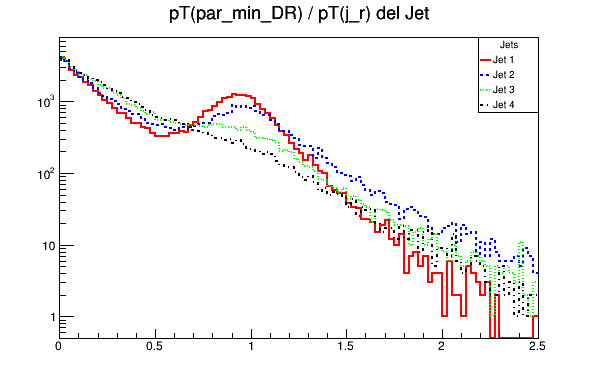 pT(par_min_DR) / pT(j_r) del Jet
Jets
Jet 1
Jet 2
Jet 3
Jet 4
10³
10²
10
1
0 0.5 1 1.5 2 2.5